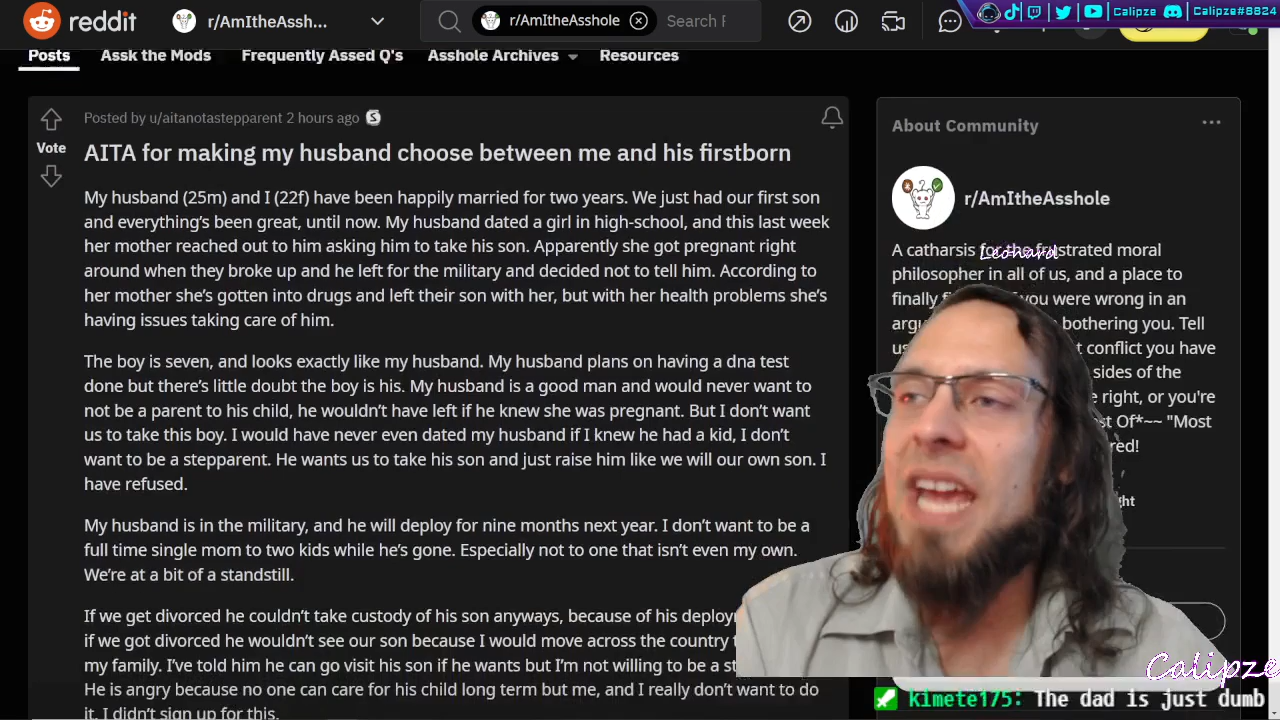 reddit
r/AmItheAssh...
r/AmItheAsshole
Search F
Calipze
Calipze#8824
Posts
Assk the Mods
Frequently Assed Q's
Asshole Archives
Resources
Posted by u/aitanotastepparent 2 hours ago
Vote
AITA for making my husband choose between me and his firstborn
My husband (25m) and I (22f) have been happily married for two years. We just had our first son
and everything's been great, until now. My husband dated a girl in high-school, and this last week
her mother reached out to him asking him to take his son. Apparently she got pregnant right
around when they broke up and he left for the military and decided not to tell him. According to
her mother she's gotten into drugs and left their son with her, but with her health problems she's
having issues taking care of him.
The boy is seven, and looks exactly like my husband. My husband plans on having a dna test
done but there's little doubt the boy is his. My husband is a good man and would never want to
not be a parent to his child, he wouldn't have left if he knew she was pregnant. But I don't want
us to take this boy. I would have never even dated my husband if I knew he had a kid, I don't
want to be a stepparent. He wants us to take his son and just raise him like we will our own son. I
have refused.
My husband is in the military, and he will deploy for nine months next year. I don't want to be a
full time single mom to two kids while he's gone. Especially not to one that isn't even my own.
We're at a bit of a standstill.
If we get divorced he couldn't take custody of his son anyways, because of his deploy
if we got divorced he wouldn't see our son because I would move across the country
my family. I've told him he can go visit his son if he wants but I'm not willing to be a st
He is angry because no one can care for his child long term but me, and I really don't want to do
it. I didn't sign up for this.
About Community
r/AmItheAssholе
A catharsis for the frustrated moral
philosopher in all of us, and a place to
finally f you were wrong in an
argu bothering you. Tell
us conflict you have
sides of the
e right, or you're
st Of*~~ "Most
red!
ght
Leonard
Calipze
kimete175: The dad is just dumb